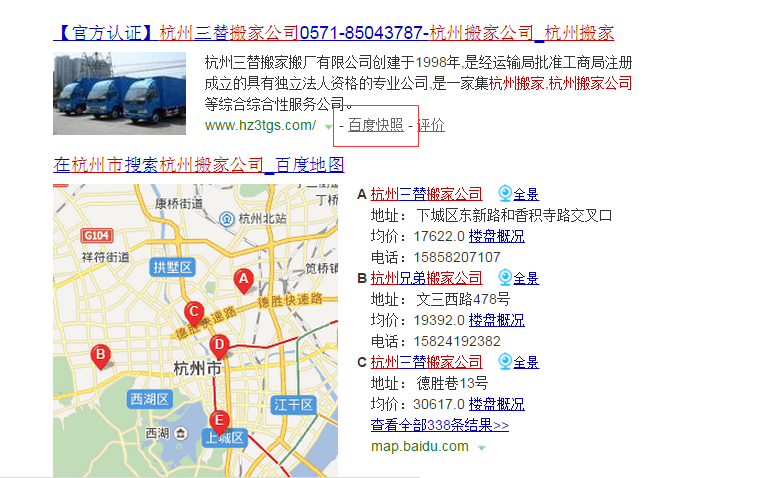 【官方认证】杭州三替搬家公司0571-85043787-杭州搬家公司_杭州搬家
杭州三替搬家搬厂有限公司创建于1998年,是经运输局批准工商局注册
成立的具有独立法人资格的专业公司,是一家集杭州搬家,杭州搬家公司
等综合综合性服务公司。
www.hz3tgs.com/ - 百度快照 - 评价
在杭州市搜索杭州搬家公司_百度地图
康桥街道
杭州北站
丁桥
G104
祥符街道
拱墅区
笕桥镇
A
C
德胜快速路
德胜快速路
D
B
杭州市
西湖区
江干区
E
西湖
上城区
A 杭州三替搬家公司 全景
地址： 下城区东新路和香积寺路交叉口
均价：17622.0 楼盘概况
电话：15858207107
B 杭州兄弟搬家公司 全景
地址： 文三西路478号
均价：19392.0 楼盘概况
电话：15824192382
C 杭州三替搬家公司 全景
地址： 德胜巷13号
均价：30617.0 楼盘概况
查看全部338条结果>>
map.baidu.com